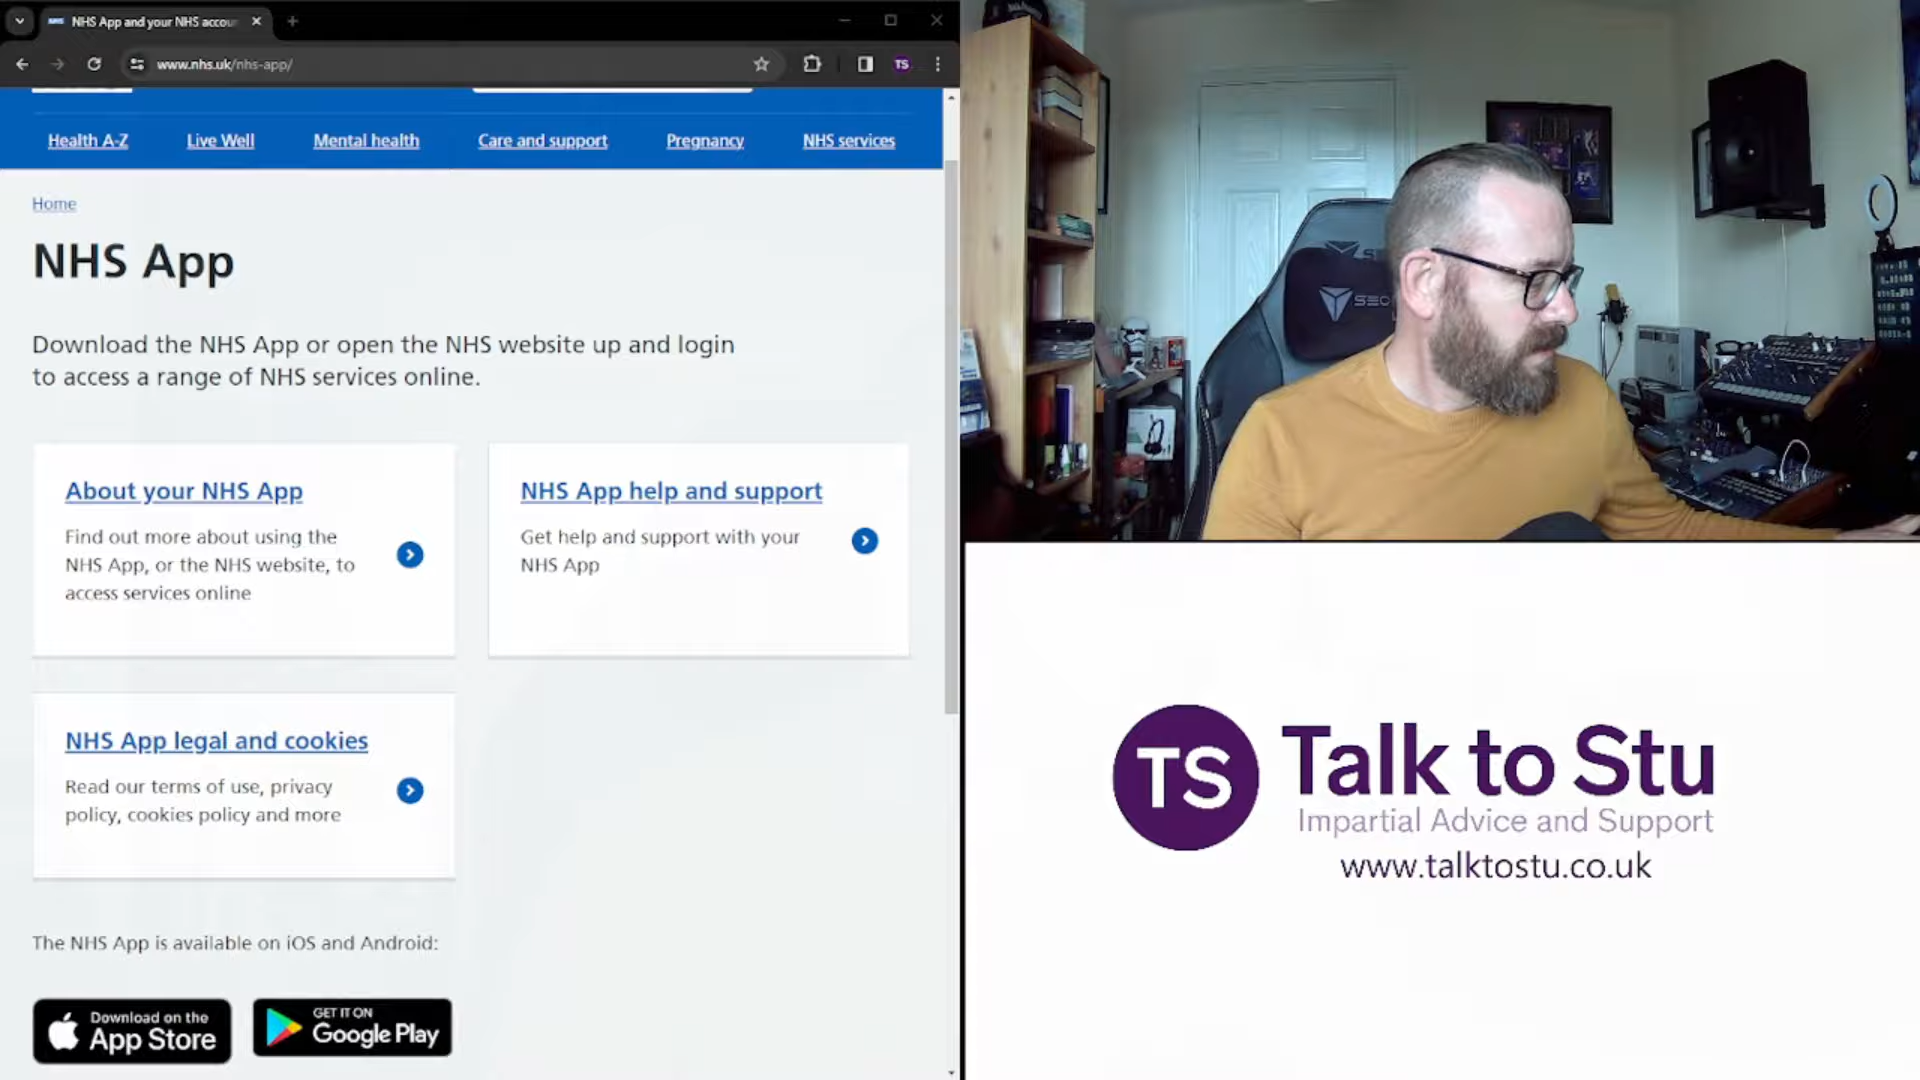 NHS App and your NHS accou
www.nhs.uk/nhs-app/
TS
Health A-Z
Live Well
Mental health
Care and support
Pregnancy
NHS services
Home
NHS App
Download the NHS App or open the NHS website up and login
to access a range of NHS services online.
About your NHS App
Find out more about using the
NHS App, or the NHS website, to
access services online
NHS App help and support
Get help and support with your
NHS App
NHS App legal and cookies
Read our terms of use, privacy
policy, cookies policy and more
The NHS App is available on iOS and Android:
Download on the
App Store
GET IT ON
Google Play
TS
Talk to Stu
Impartial Advice and Support
www.talktostu.co.uk